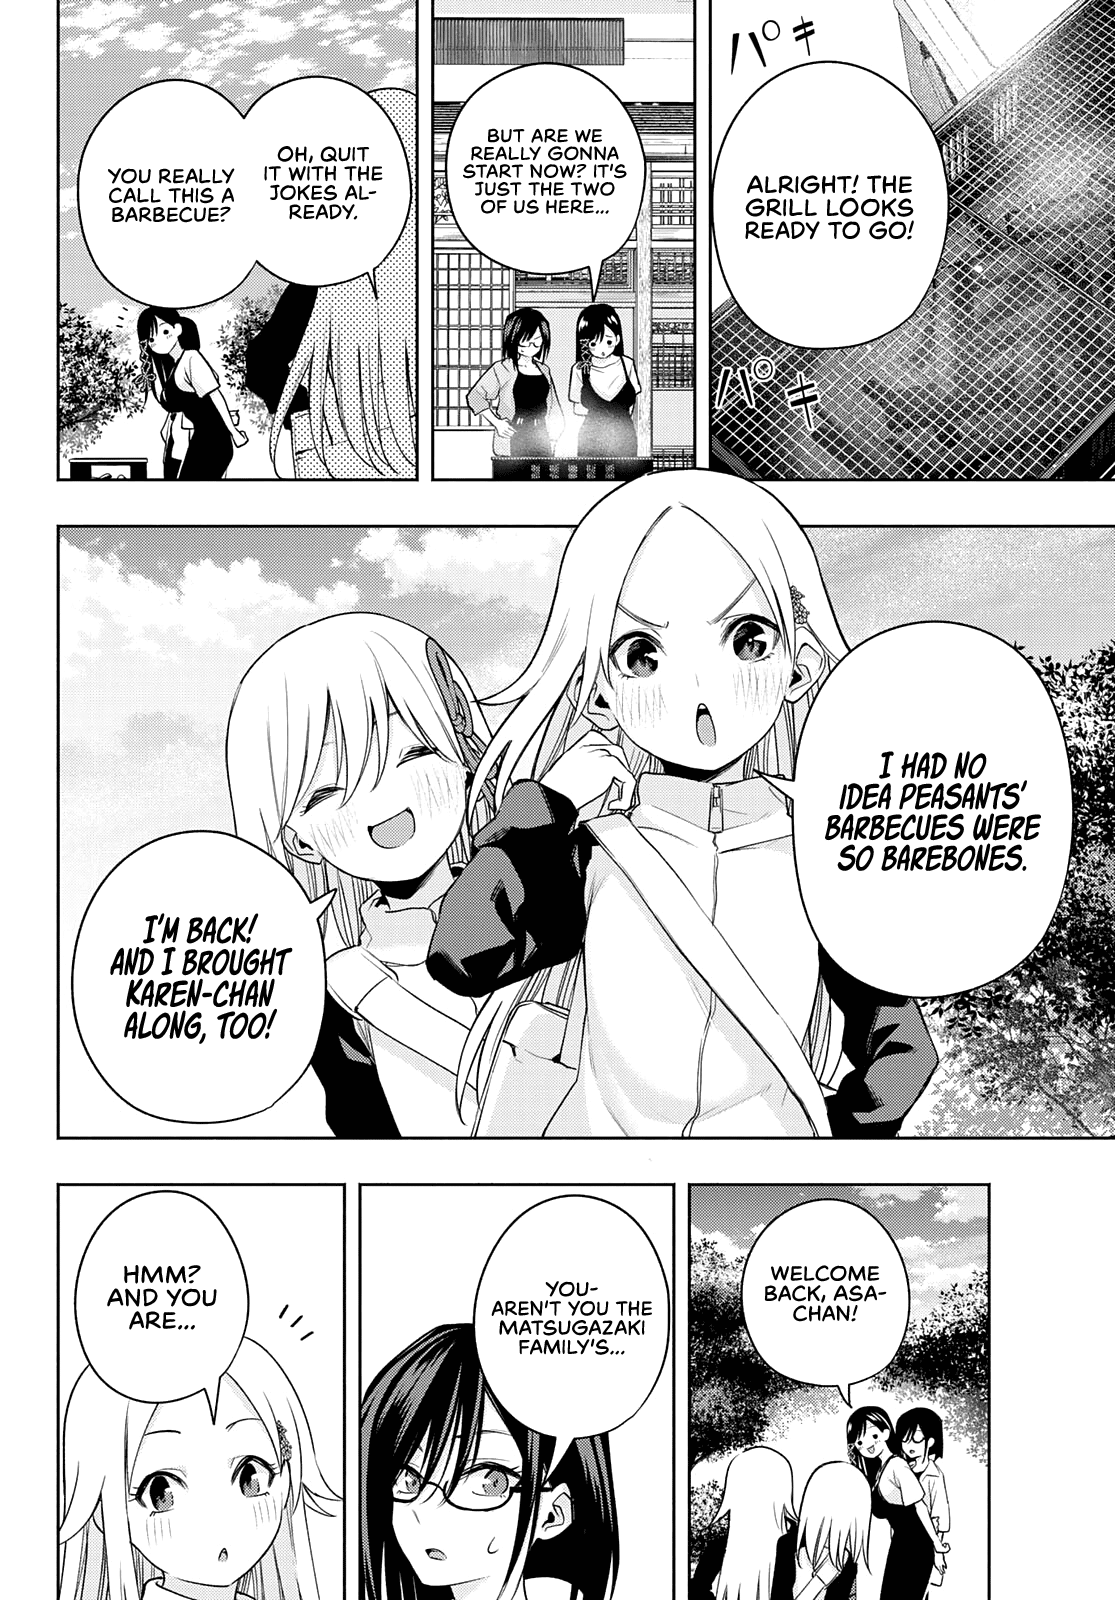 パキ
ALRIGHT! THE
GRILL LOOKS
READY TO GO!
パキ
BUT ARE WE
REALLY GONNA
START NOW? IT'S
JUST THE TWO
OF US HERE...
OH, QUIT
IT WITH THE
JOKES AL-
READY.
YOU REALLY
CALL THIS A
BARBECUE?
I HAD NO
IDEA PEASANTS'
BARBECUES WERE
SO BAREBONES.
I'M BACK!
AND I BROUGHT
KAREN-CHAN
ALONG, TOO!
WELCOME
BACK, ASA-
CHAN!
YOU-
AREN'T YOU THE
MATSUGAZAKI
FAMILY'S...
HMM?
AND YOU
ARE...